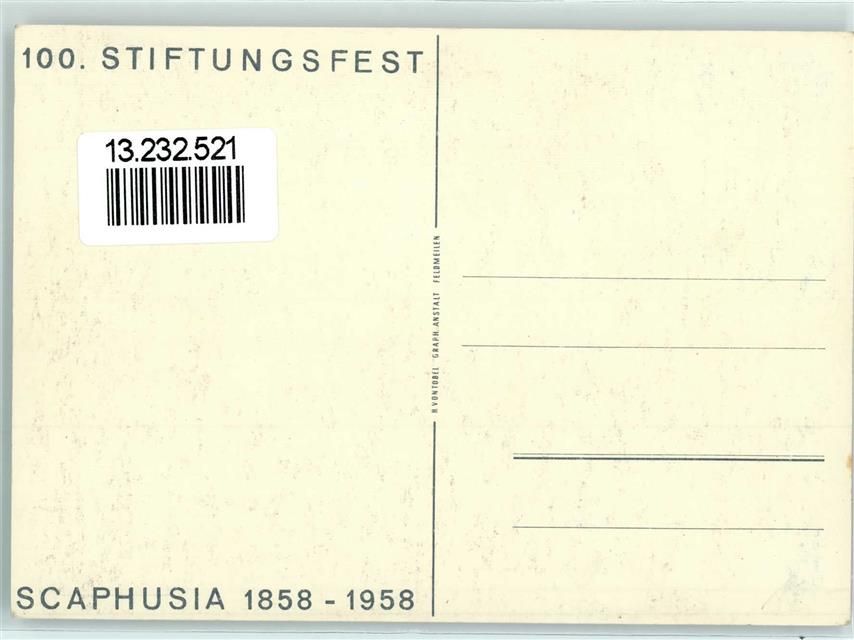 100. STIFTUNGSFEST
13.232.521
SCAPHUSIA 1858 - 1958
H. VONTOBEL GRAPH. ANSTALT FELDMEILEN